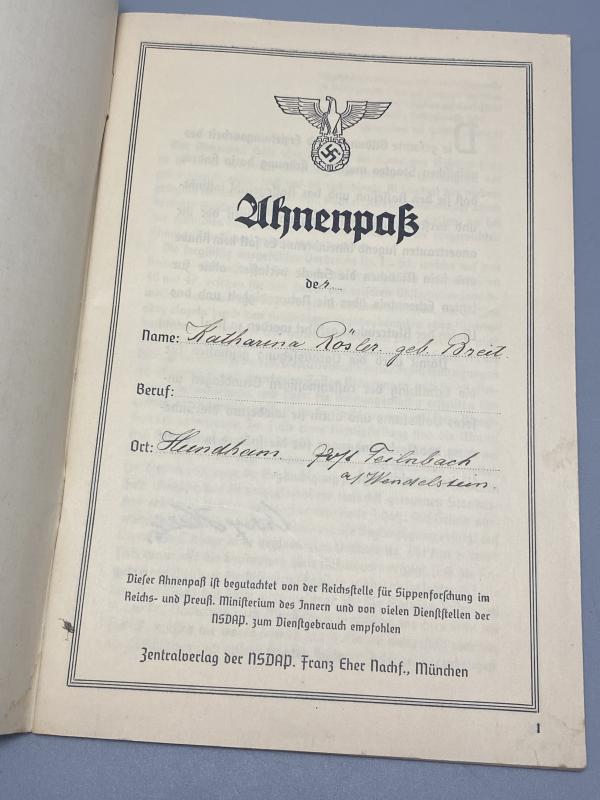 Ahnenpaß
der
Name: Katharina Rösler. geb. Breit.
Beruf:
Ort: Hundham. Post Feilnbach
a/Wendelstein.
Dieser Ahnenpaß ist begutachtet von der Reichsstelle für Sippenforschung im
Reichs- und Preuß. Ministerium des Innern und von vielen Dienststellen der
NSDAP. zum Dienstgebrauch empfohlen
Zentralverlag der NSDAP. Franz Eher Nachf., München
1